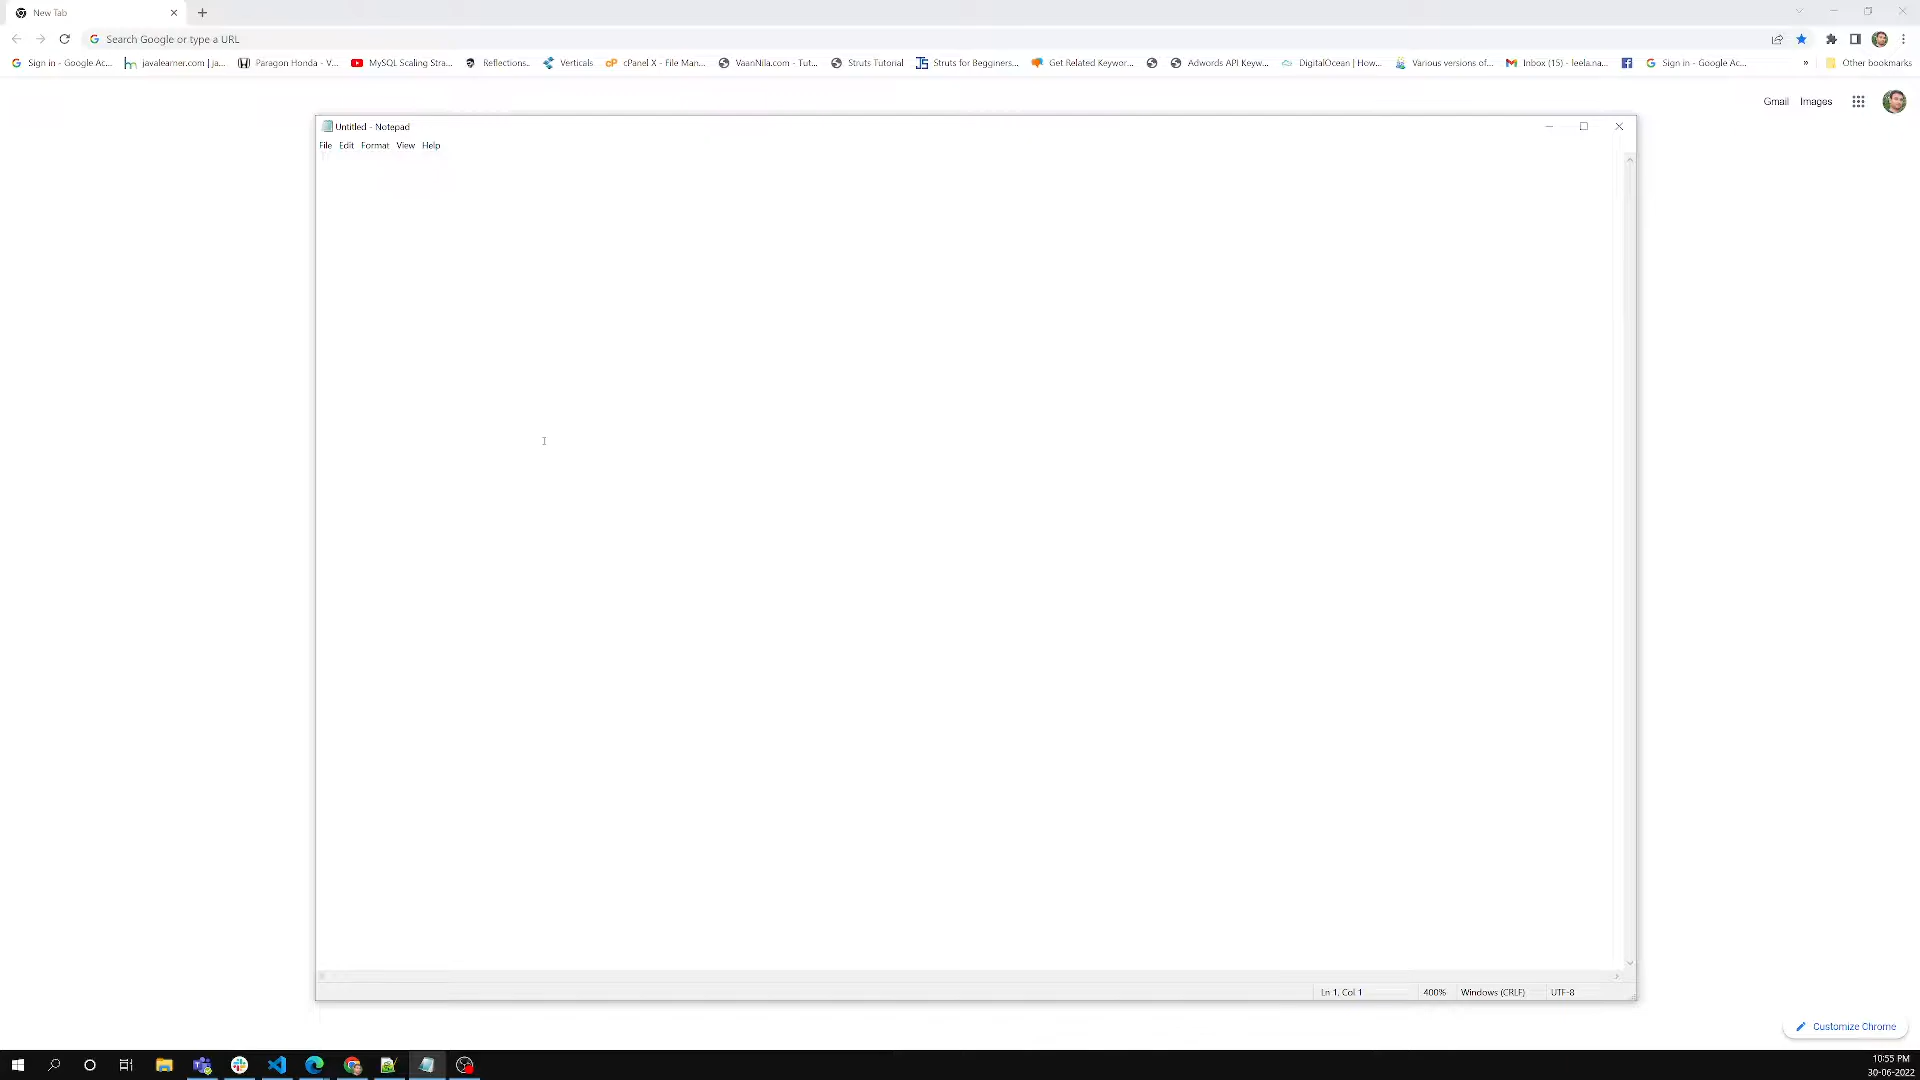 New Tab
Search Google or type a URL
Sign in - Google Ac... javalearner.com | ja... Paragon Honda - V... MySQL Scaling Stra... Reflections.. Verticals cPanel X - File Man... VaanNila.com - Tut... Struts Tutorial Struts for Begginers... Get Related Keywor... Adwords API Keyw... DigitalOcean | How... Various versions of... Inbox (15) - leela.na... Sign in - Google Ac... » Other bookmarks
Gmail Images
Untitled - Notepad
File Edit Format View Help
Ln 1, Col 1 400% Windows (CRLF) UTF-8
Customize Chrome
10:55 PM
30-06-2022